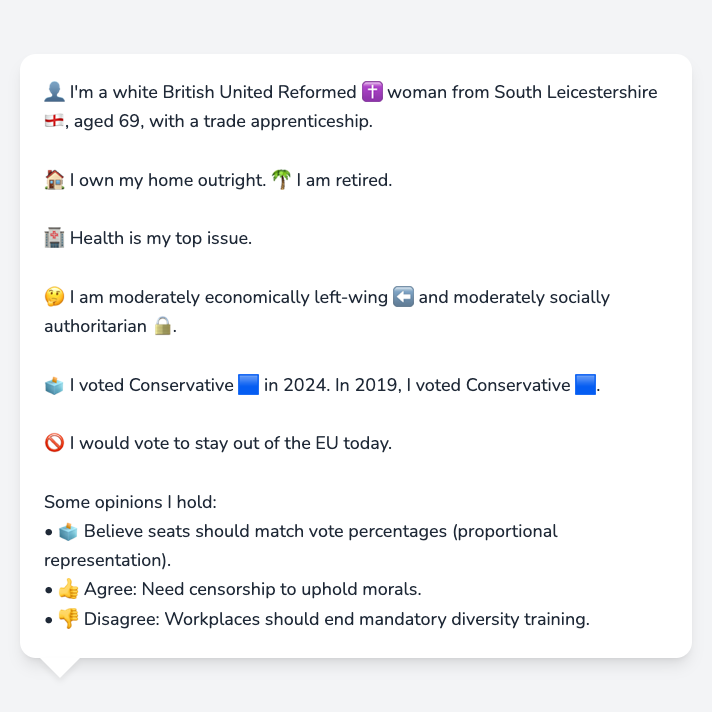 👤 I'm a white British United Reformed ✝️ woman from South Leicestershire
🏴󠁧󠁢󠁥󠁮󠁧󠁿, aged 69, with a trade apprenticeship.
🏠 I own my home outright. 🌴 I am retired.
🏥 Health is my top issue.
🤔 I am moderately economically left-wing ⬅️ and moderately socially
authoritarian 🔒.
🗳️ I voted Conservative 🟦 in 2024. In 2019, I voted Conservative 🟦.
🚫 I would vote to stay out of the EU today.
Some opinions I hold:
• 🗳️ Believe seats should match vote percentages (proportional
representation).
• 👍 Agree: Need censorship to uphold morals.
• 👎 Disagree: Workplaces should end mandatory diversity training.